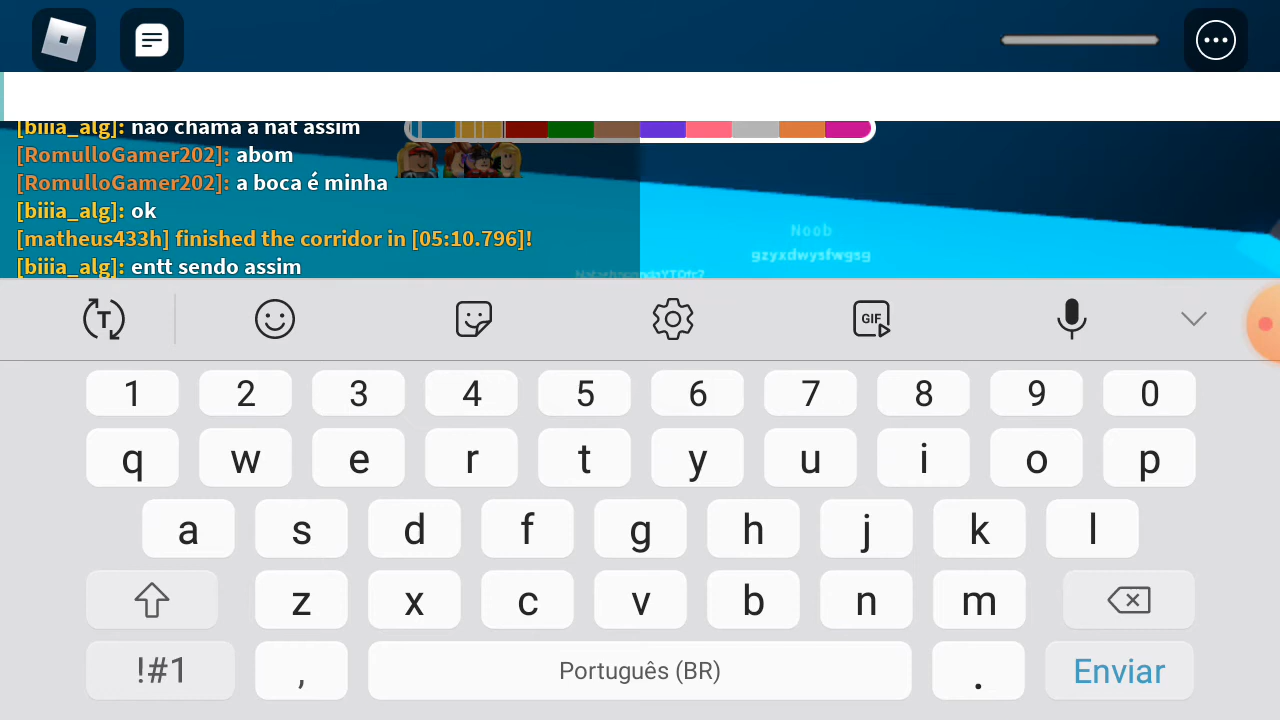 [biiia_alg]: nao chama a nat assim
[RomulloGamer202]: abom
[RomulloGamer202]: a boca é minha
[biiia_alg]: ok
[matheus433h] finished the corridor in [05:10.796]!
[biiia_alg]: entt sendo assim
Noob
gzyxdwysfwgsg
T
GIF
1 2 3 4 5 6 7 8 9 0
q w e r t y u i o p
a s d f g h j k l
z x c v b n m
!#1 , Português (BR) . Enviar